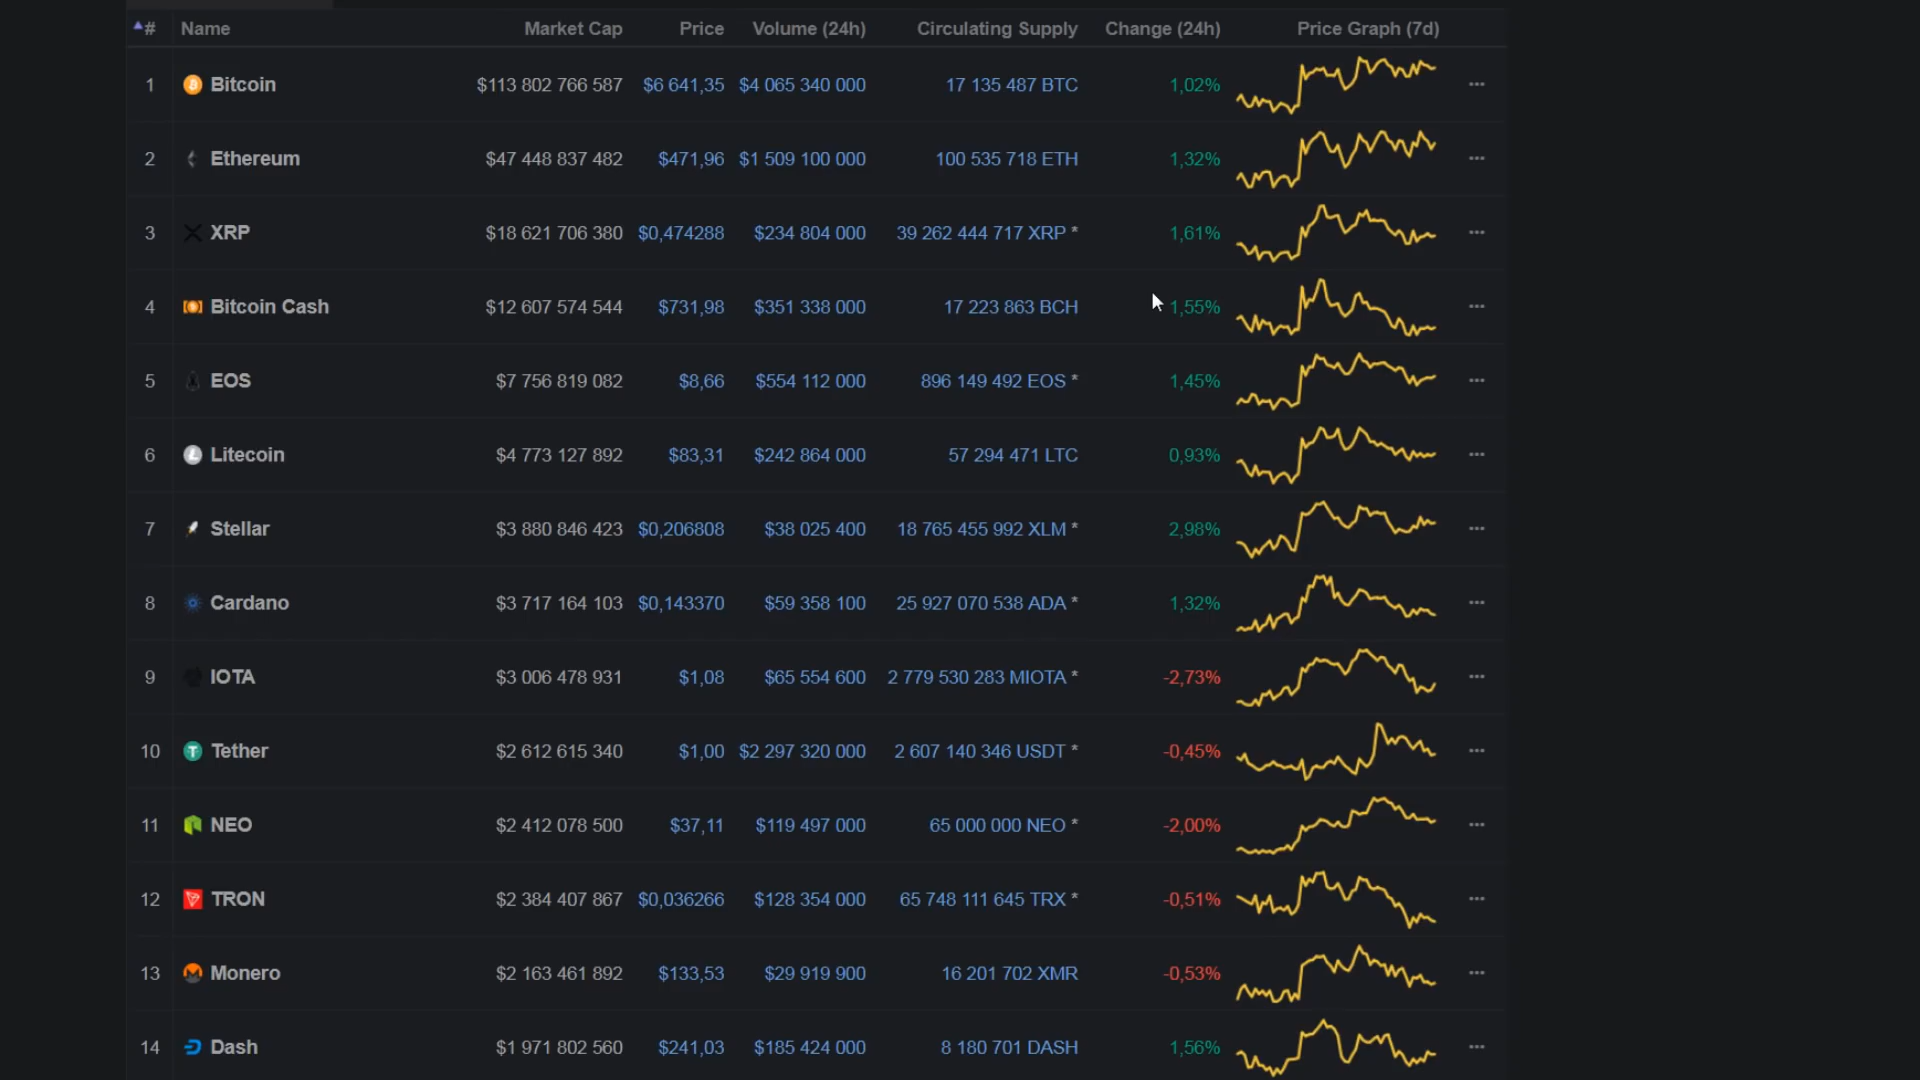 # Name Market Cap Price Volume (24h) Circulating Supply Change (24h) Price Graph (7d)
1 Bitcoin $113 802 766 587 $6 641,35 $4 065 340 000 17 135 487 BTC 1,02%
2 Ethereum $47 448 837 482 $471,96 $1 509 100 000 100 535 718 ETH 1,32%
3 XRP $18 621 706 380 $0,474288 $234 804 000 39 262 444 717 XRP * 1,61%
4 Bitcoin Cash $12 607 574 544 $731,98 $351 338 000 17 223 863 BCH 1,55%
5 EOS $7 756 819 082 $8,66 $554 112 000 896 149 492 EOS * 1,45%
6 Litecoin $4 773 127 892 $83,31 $242 864 000 57 294 471 LTC 0,93%
7 Stellar $3 880 846 423 $0,206808 $38 025 400 18 765 455 992 XLM * 2,98%
8 Cardano $3 717 164 103 $0,143370 $59 358 100 25 927 070 538 ADA * 1,32%
9 IOTA $3 006 478 931 $1,08 $65 554 600 2 779 530 283 MIOTA * -2,73%
10 Tether $2 612 615 340 $1,00 $2 297 320 000 2 607 140 346 USDT * -0,45%
11 NEO $2 412 078 500 $37,11 $119 497 000 65 000 000 NEO * -2,00%
12 TRON $2 384 407 867 $0,036266 $128 354 000 65 748 111 645 TRX * -0,51%
13 Monero $2 163 461 892 $133,53 $29 919 900 16 201 702 XMR -0,53%
14 Dash $1 971 802 560 $241,03 $185 424 000 8 180 701 DASH 1,56%